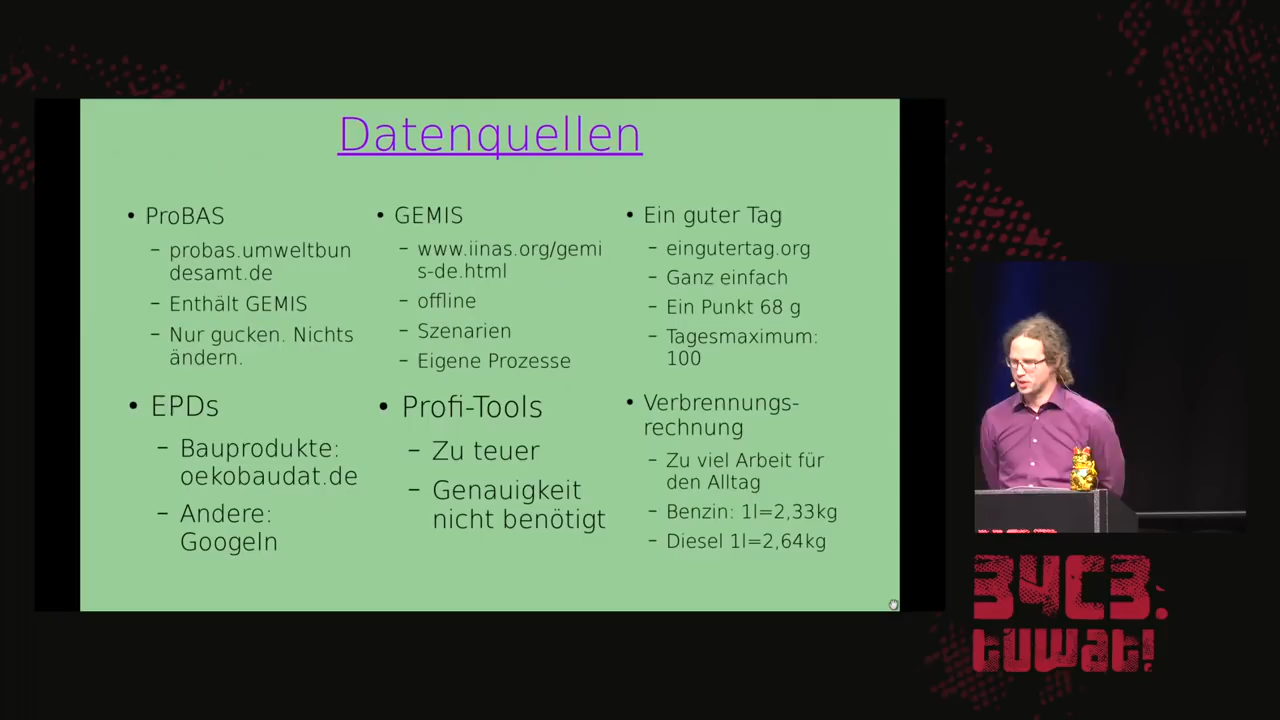 Datenquellen
• ProBAS
– probas.umweltbun
desamt.de
– Enthält GEMIS
– Nur gucken. Nichts
ändern.
• GEMIS
– www.iinas.org/gemi
s-de.html
– offline
– Szenarien
– Eigene Prozesse
• Ein guter Tag
– eingutertag.org
– Ganz einfach
– Ein Punkt 68 g
– Tagesmaximum:
100
• EPDs
– Bauprodukte:
oekobaudat.de
– Andere:
Googeln
• Profi-Tools
– Zu teuer
– Genauigkeit
nicht benötigt
• Verbrennungs-
rechnung
– Zu viel Arbeit für
den Alltag
– Benzin: 1l=2,33kg
– Diesel 1l=2,64kg
34C3.
tuwat!